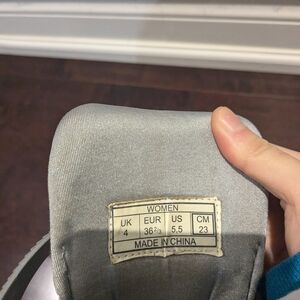 WOMEN
UK EUR US CM
4 36⅔ 5.5 23
MADE IN CHINA